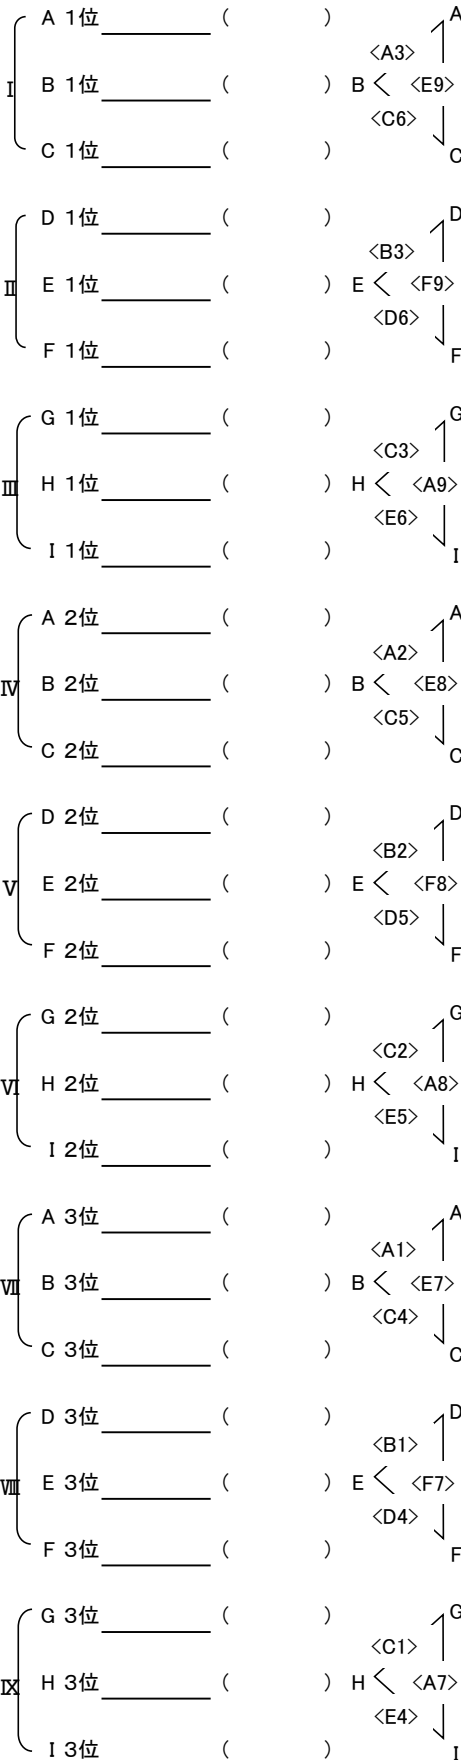 A 1位 ( ) A
<A3>
Ⅰ B 1位 ( ) B <E9>
<C6>
C 1位 ( ) C
D 1位 ( ) D
<B3>
Ⅱ E 1位 ( ) E <F9>
<D6>
F 1位 ( ) F
G 1位 ( ) G
<C3>
Ⅲ H 1位 ( ) H <A9>
<E6>
I 1位 ( ) I
A 2位 ( ) A
<A2>
Ⅳ B 2位 ( ) B <E8>
<C5>
C 2位 ( ) C
D 2位 ( ) D
<B2>
Ⅴ E 2位 ( ) E <F8>
<D5>
F 2位 ( ) F
G 2位 ( ) G
<C2>
Ⅵ H 2位 ( ) H <A8>
<E5>
I 2位 ( ) I
A 3位 ( ) A
<A1>
Ⅶ B 3位 ( ) B <E7>
<C4>
C 3位 ( ) C
D 3位 ( ) D
<B1>
Ⅷ E 3位 ( ) E <F7>
<D4>
F 3位 ( ) F
G 3位 ( ) G
<C1>
Ⅸ H 3位 ( ) H <A7>
<E4>
I 3位 ( ) I